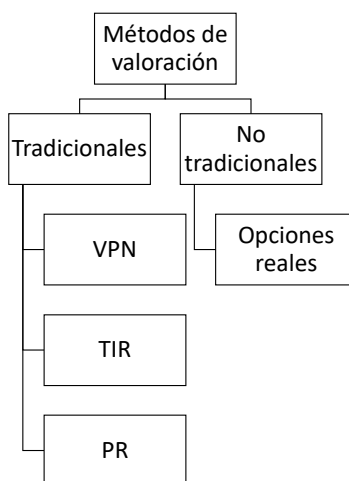 Métodos de
valoración
Tradicionales
No
tradicionales
VPN
Opciones
reales
TIR
PR